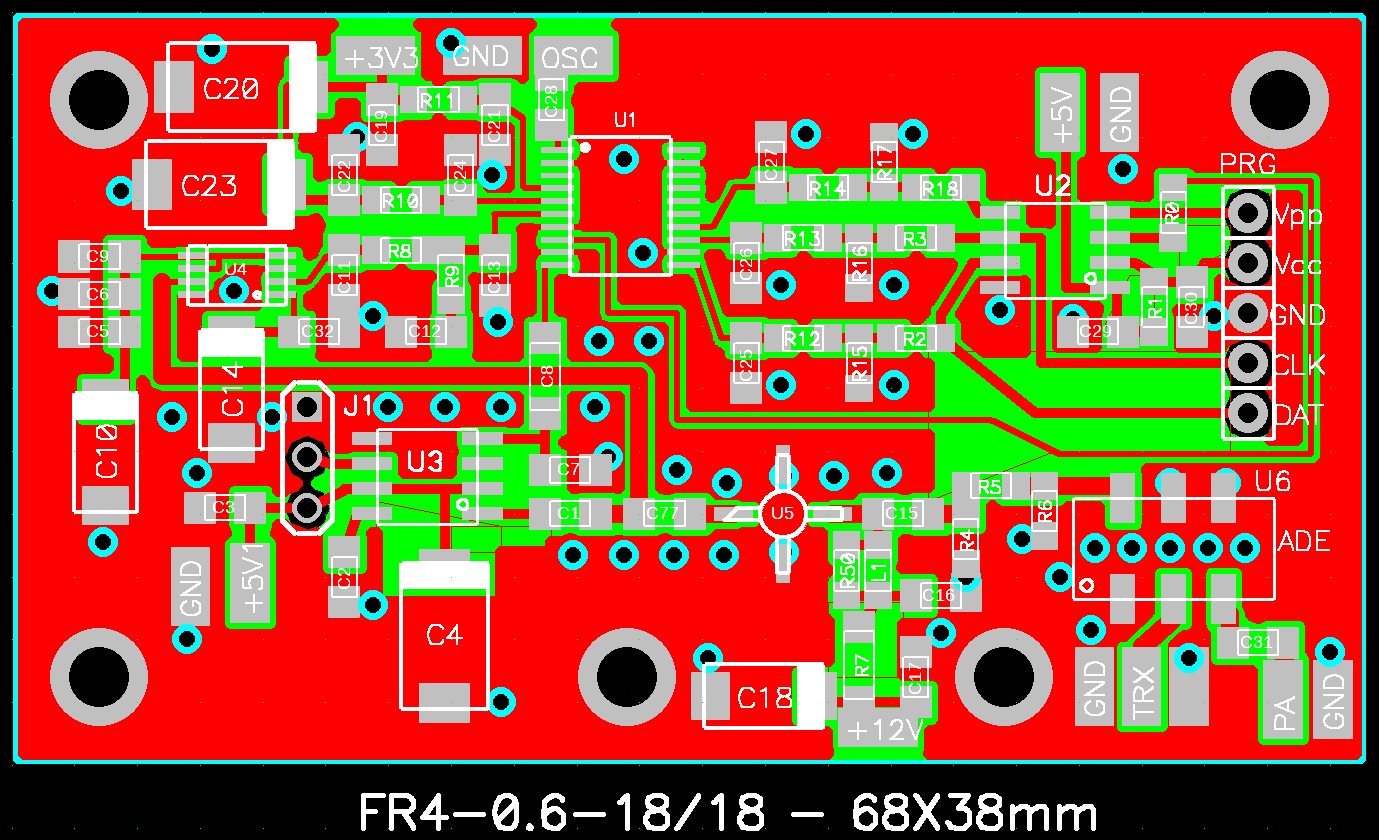 +3V3 GND OSC
C20 R11 C28
C19 C21 U1
+5V GND
C22 C24 C27 R17 PRG
C23 R10 R14 R18 U2
R0 Vpp
R13 R3
C9 R8 C26 R16
U4 C11 R9 C13 Vcc
C6 R1 C30
C5 C32 C12 C29 GND
R12 R2
C14 C8 C25 R15 CLK
J1 DAT
C10 U3
C7 U6
R5
C3 C1 C77 U5 C15 R6
R4 ADE
GND +5V1 C2 R50 L1
C16
C4 C31
R7 C17
C18 GND TRX PA GND
+12V
FR4-0.6-18/18 - 68X38mm